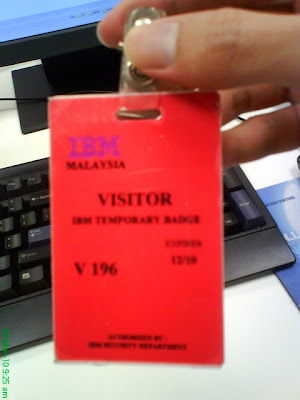 IBM
MALAYSIA
VISITOR
IBM TEMPORARY BADGE
EXPIRES
V 196
12/10
AUTHORIZED BY :
IBM SECURITY DEPARTMENT